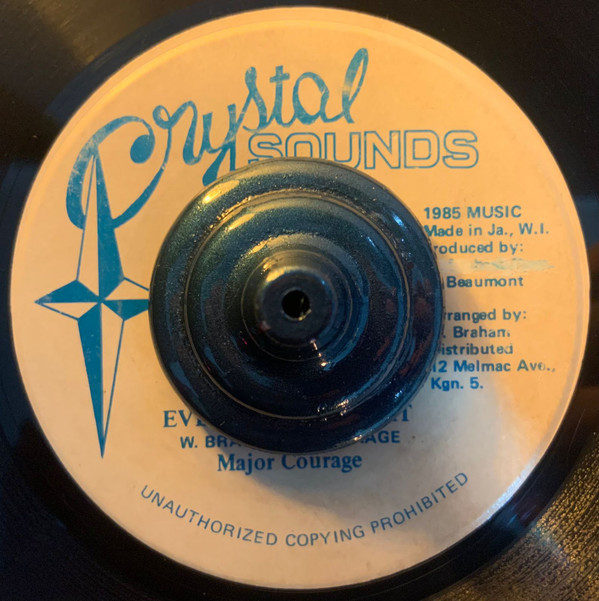 Crystal
SOUNDS
1985 MUSIC
Made in Ja., W.I.
roduced by:
Beaumont
rranged by:
. Braham
istributed
12 Melmac Ave.,
Kgn. 5.
W. BRA AGE
Major Courage
UNAUTHORIZED COPYING PROHIBITED